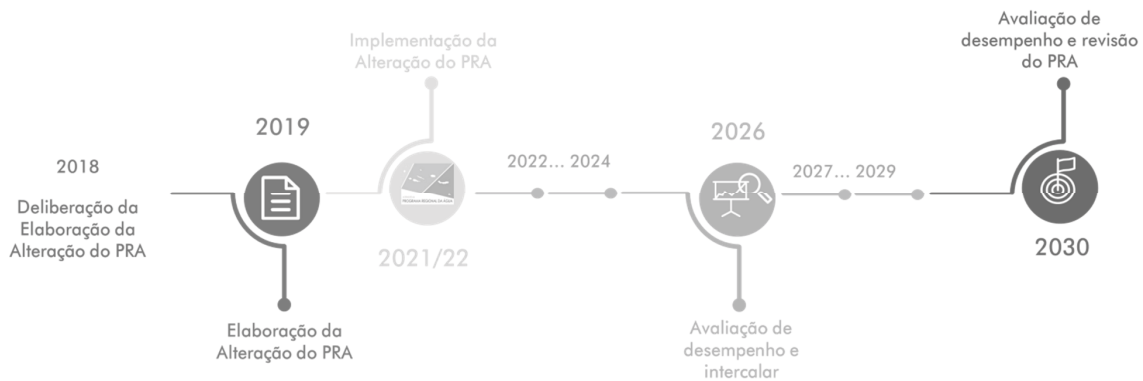 2018
Deliberação da
Elaboração da
Alteração do PRA
2019
Elaboração da
Alteração do PRA
Implementação da
Alteração do PRA
2021/22
2022... 2024
2026
Avaliação de
desempenho e
intercalar
2027... 2029
Avaliação de
desempenho e revisão
do PRA
2030